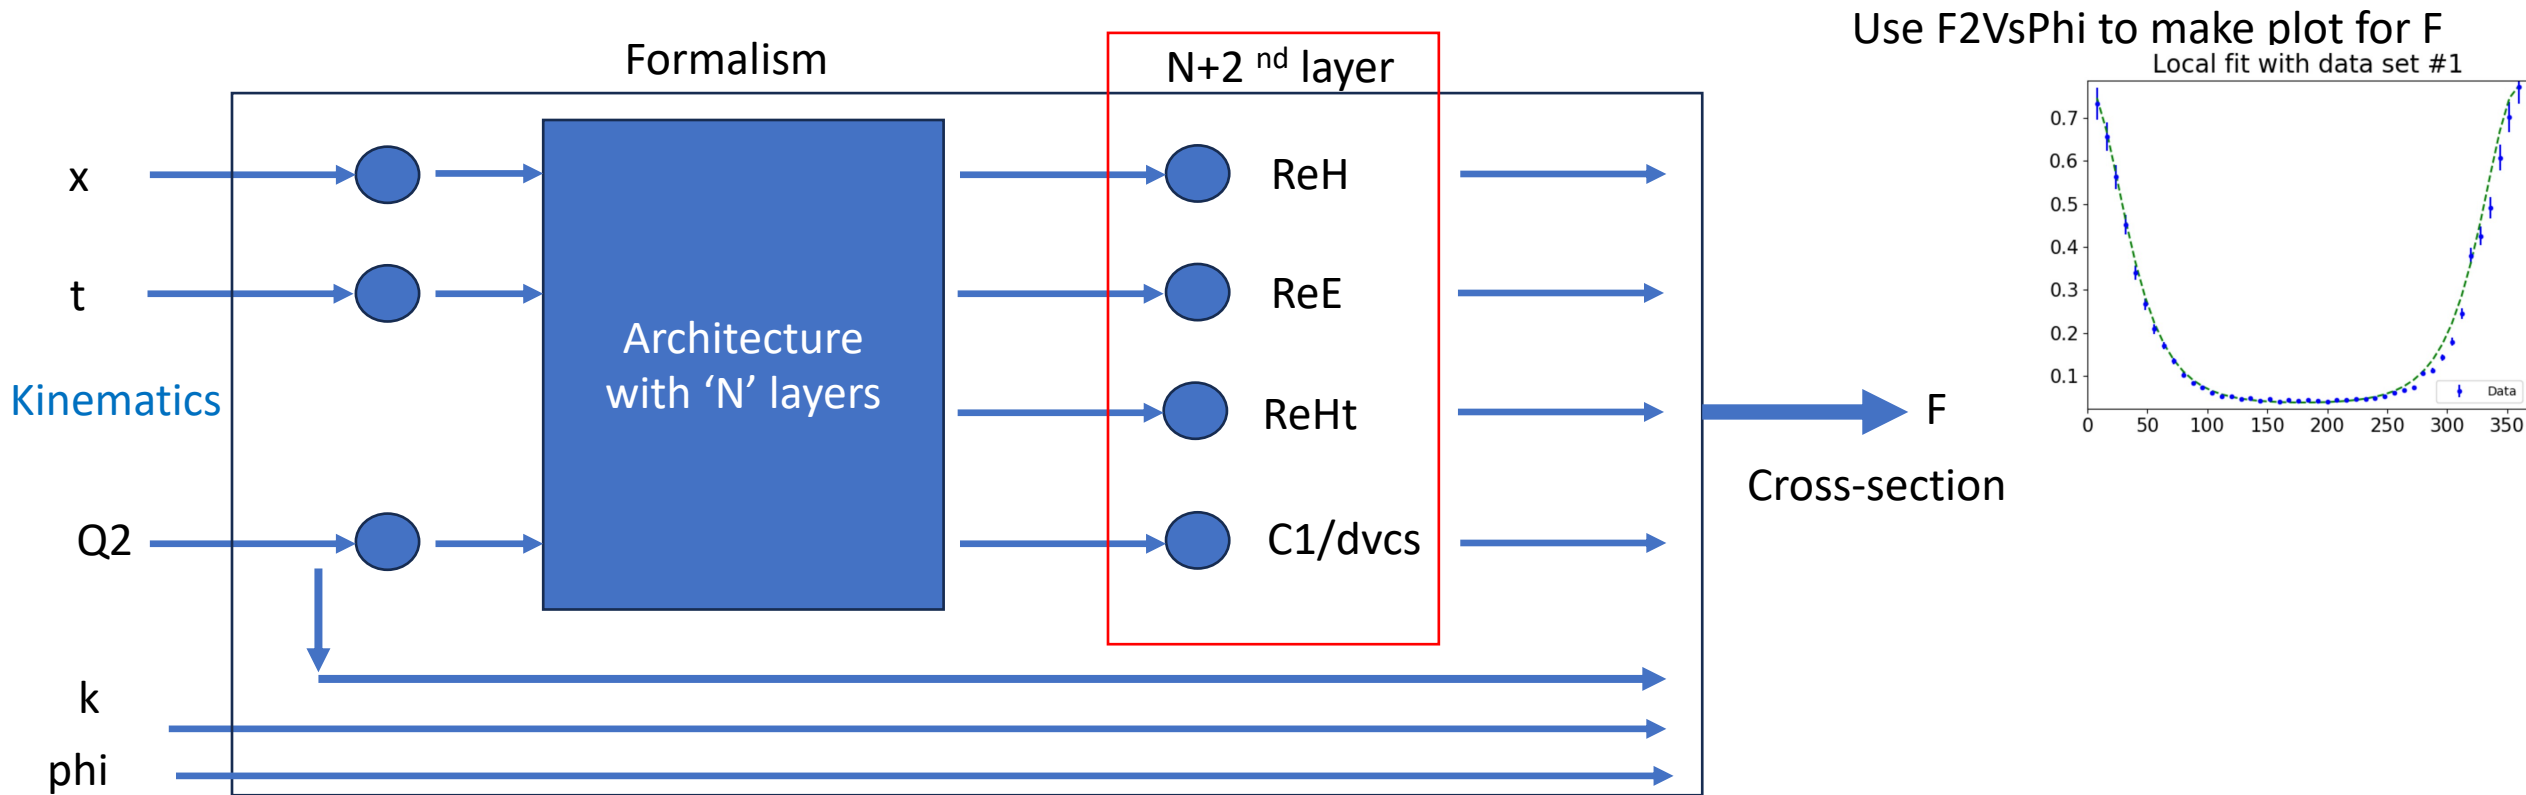 Use F2VsPhi to make plot for F
Formalism
N+2 nd layer
Local fit with data set #1
x
t
Kinematics
Q2
k
phi
Architecture
with ‘N’ layers
ReH
ReE
ReHt
C1/dvcs
F
Cross-section
0.7
0.6
0.5
0.4
0.3
0.2
0.1
Data
0 50 100 150 200 250 300 350